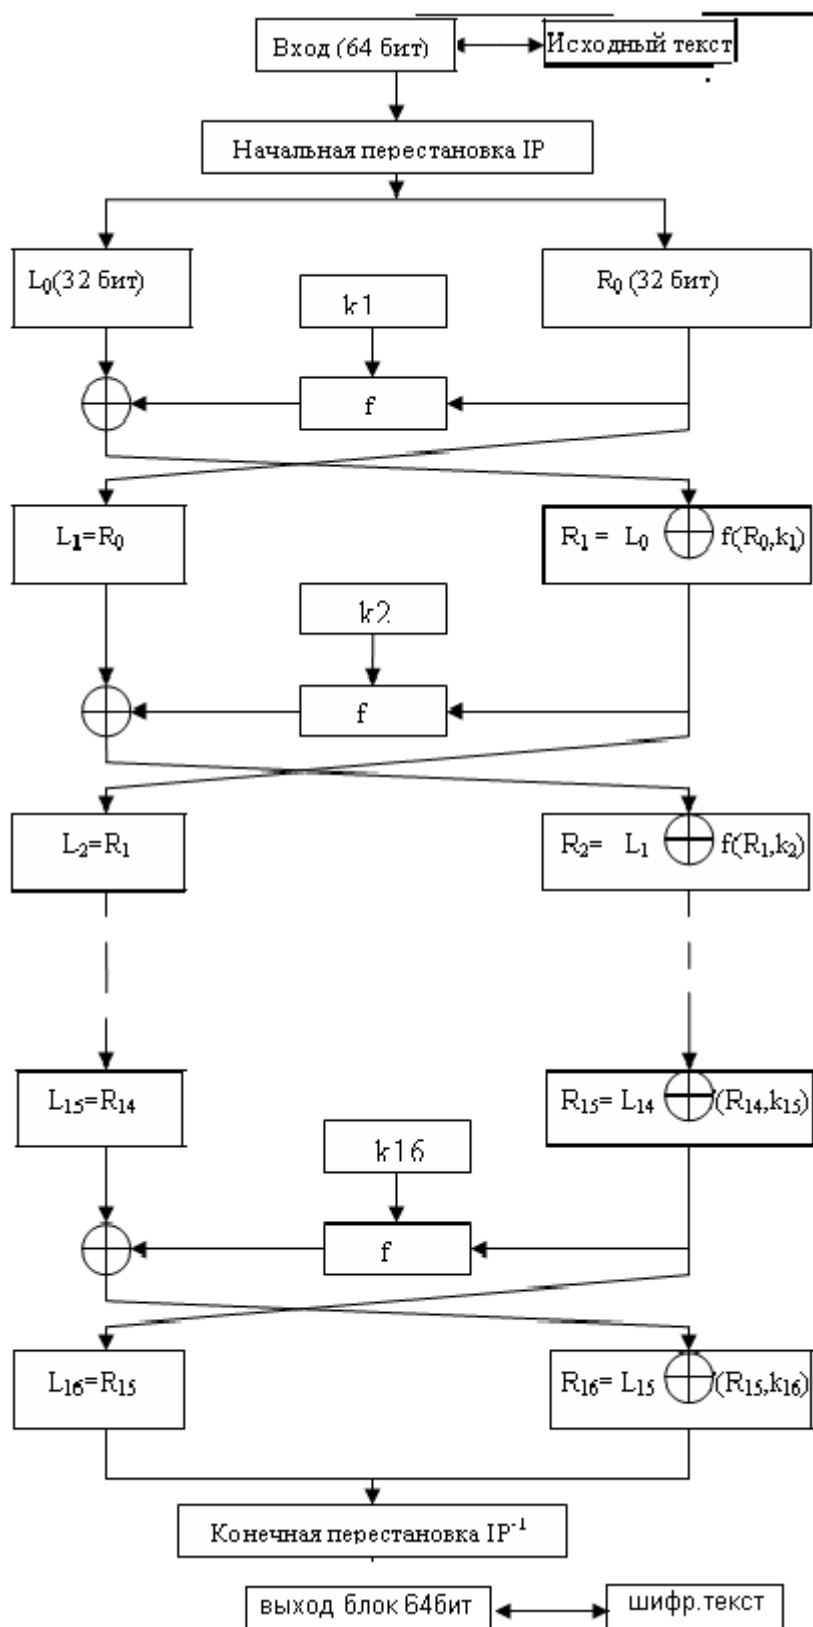 Вход (64 бит)
Исходный текст
Начальная перестановка IP
L₀(32 бит)
k1
R₀ (32 бит)
f
L₁=R₀
R₁ = L₀ ⊕ f(R₀,k₁)
k2
f
L₂=R₁
R₂= L₁ ⊕ f(R₁,k₂)
L₁₅=R₁₄
R₁₅= L₁₄ ⊕ (R₁₄,k₁₅)
k16
f
L₁₆=R₁₅
R₁₆= L₁₅ ⊕ (R₁₅,k₁₆)
Конечная перестановка IP⁻¹
выход блок 64бит
шифр.текст